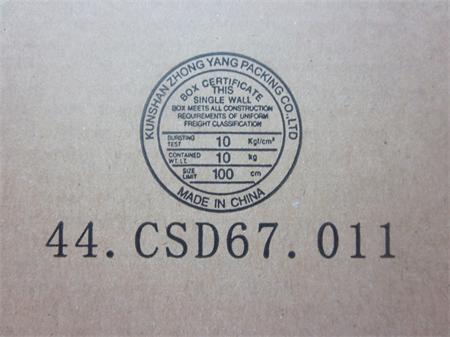 KUNSHAN ZHONG YANG PACKING CO.,LTD
BOX CERTIFICATE
THIS
SINGLE WALL
BOX MEETS ALL CONSTRUCTION
REQUIREMENTS OF UNIFORM
FREIGHT CLASSIFICATION
BURSTING TEST 10 Kgf/cm²
CONTAINED WT. LT. 10 kg
SIZE LIMIT 100 cm
MADE IN CHINA
44.CSD67.011